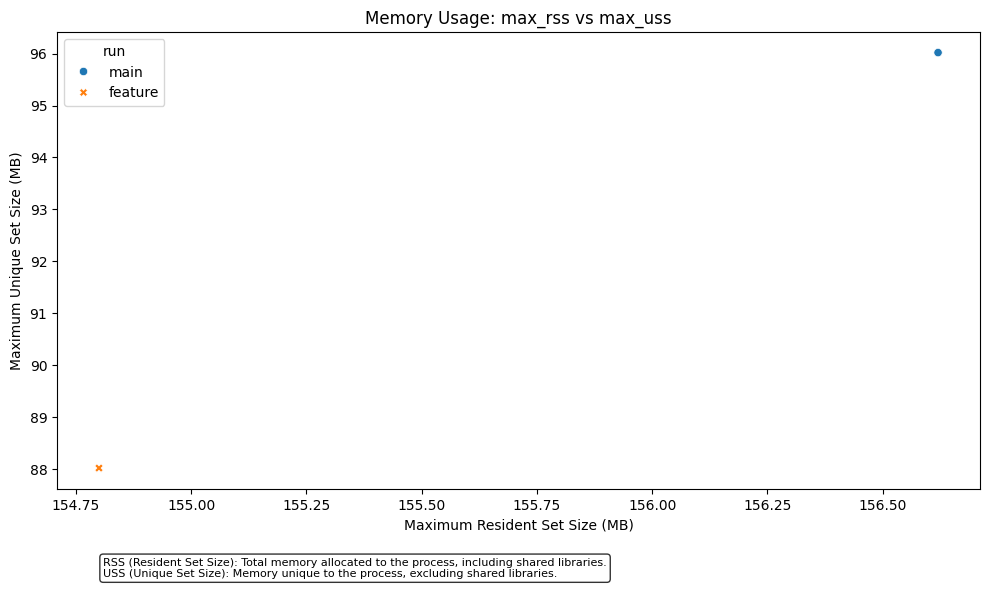 Memory Usage: max_rss vs max_uss
run
main
feature
Maximum Unique Set Size (MB)
96
95
94
93
92
91
90
89
88
154.75 155.00 155.25 155.50 155.75 156.00 156.25 156.50
Maximum Resident Set Size (MB)
RSS (Resident Set Size): Total memory allocated to the process, including shared libraries.
USS (Unique Set Size): Memory unique to the process, excluding shared libraries.